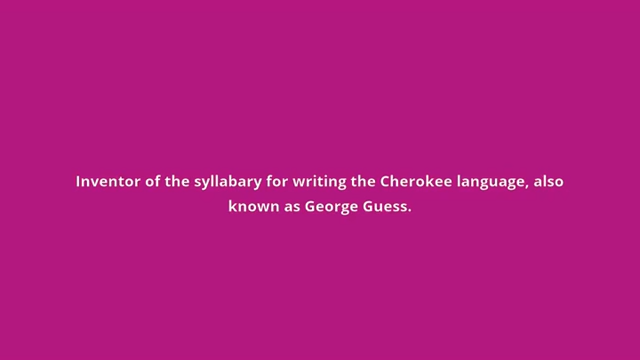 Inventor of the syllabary for writing the Cherokee language, also
known as George Guess.